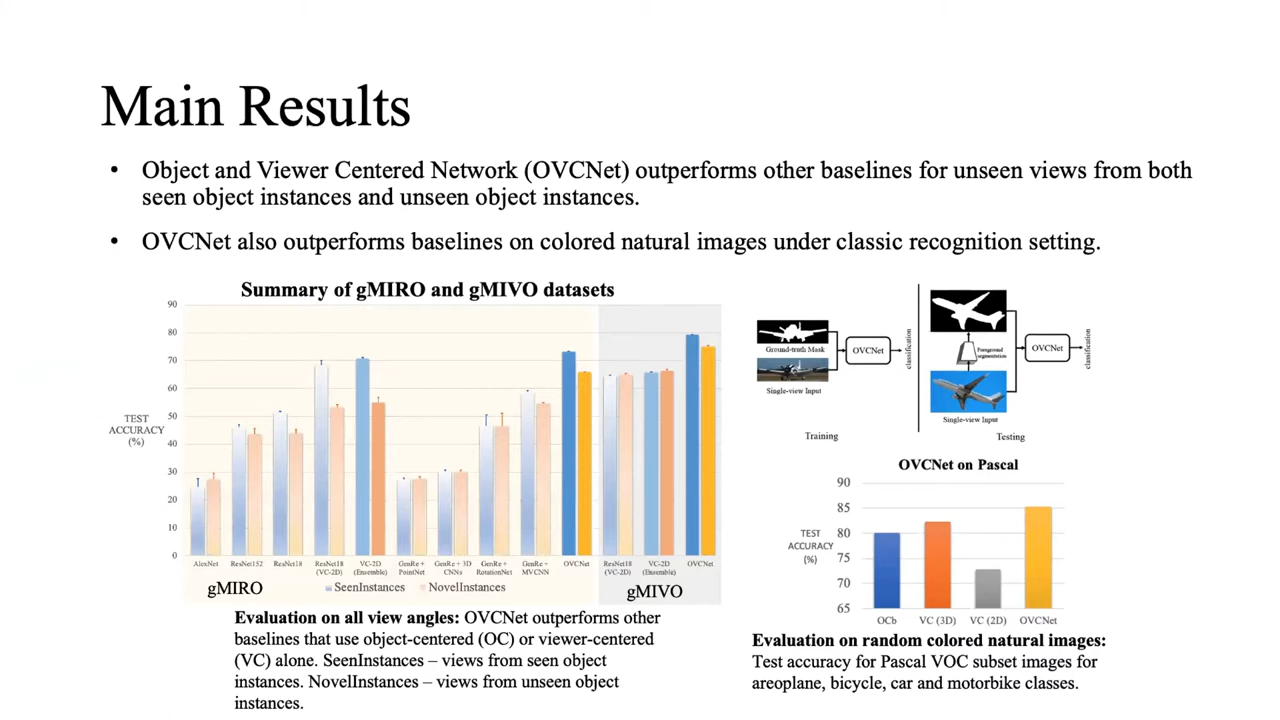 Main Results
• Object and Viewer Centered Network (OVCNet) outperforms other baselines for unseen views from both
seen object instances and unseen object instances.
• OVCNet also outperforms baselines on colored natural images under classic recognition setting.
Summary of gMIRO and gMIVO datasets
90
80
70
60
50
40
30
20
10
0
TEST
ACCURACY
(%)
AlexNet
ResNet152
ResNet18
ResNet18
(VC-2D)
VC-2D
(Ensemble)
GenRe +
PointNet
GenRe + 3D
CNNs
GenRe +
RotationNet
GenRe +
MVCNN
OVCNet
ResNet18
(VC-2D)
VC-2D
(Ensemble)
OVCNet
gMIRO
SeenInstances
NovelInstances
gMIVO
Evaluation on all view angles: OVCNet outperforms other
baselines that use object-centered (OC) or viewer-centered
(VC) alone. SeenInstances – views from seen object
instances. NovelInstances – views from unseen object
instances.
Ground-truth Mask
Single-view Input
OVCNet
classification
Training
Foreground
segmentation
Single-view Input
OVCNet
classification
Testing
OVCNet on Pascal
90
85
80
75
70
65
TEST
ACCURACY
(%)
OCb
VC (3D)
VC (2D)
OVCNet
Evaluation on random colored natural images:
Test accuracy for Pascal VOC subset images for
areoplane, bicycle, car and motorbike classes.